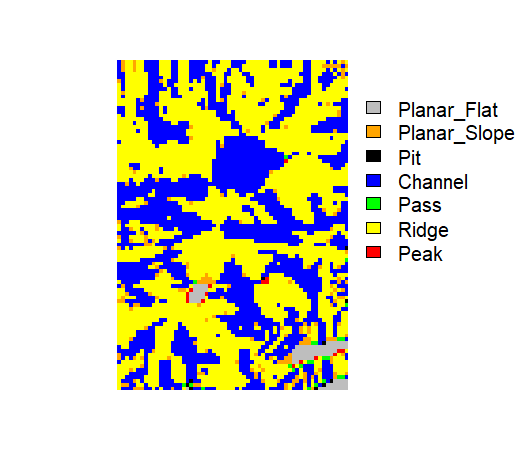 Planar_Flat
Planar_Slope
Pit
Channel
Pass
Ridge
Peak